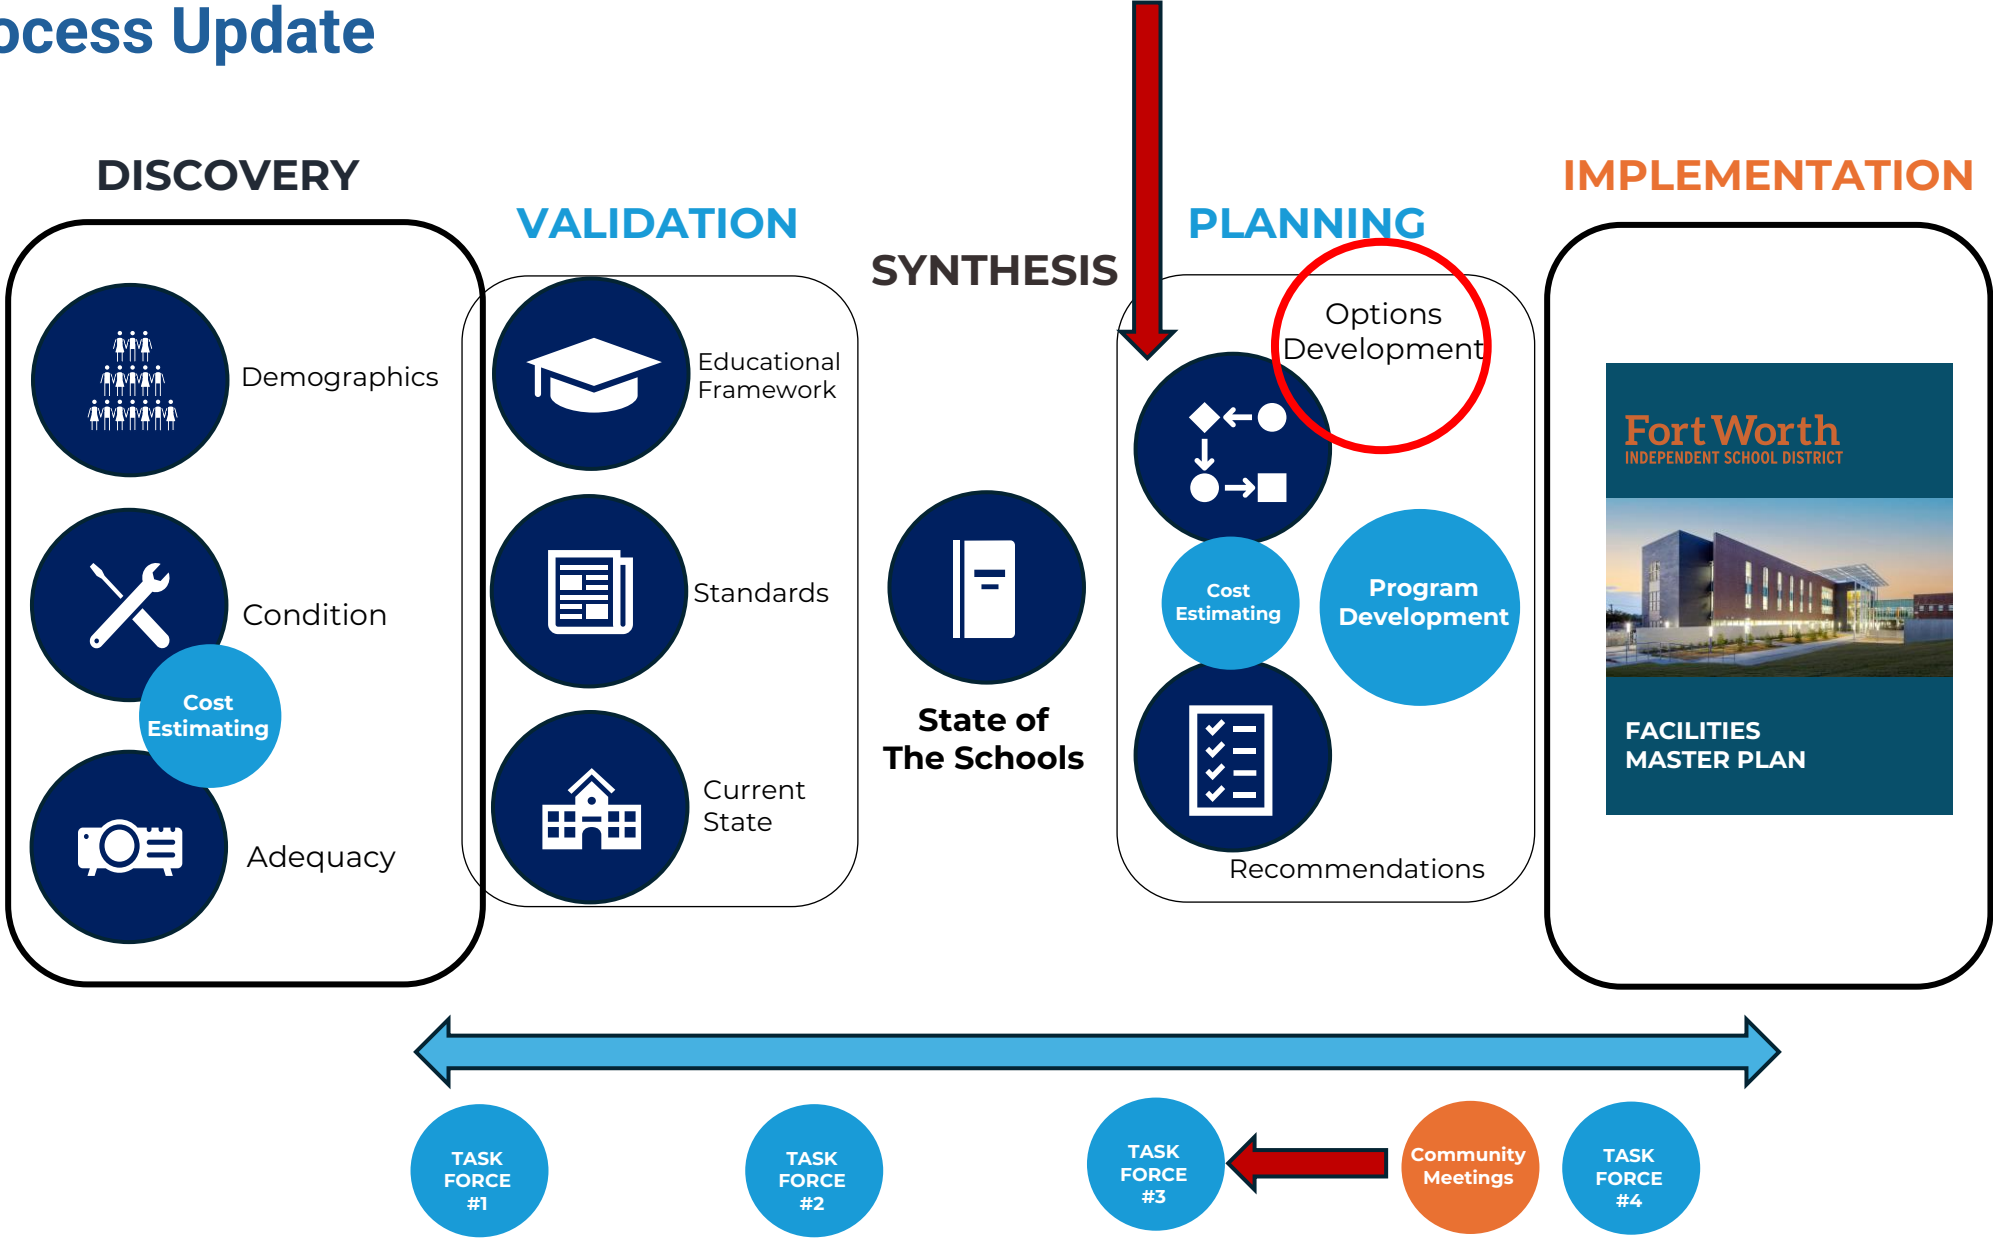 ocess Update
DISCOVERY
Demographics
Condition
Cost
Estimating
Adequacy
VALIDATION
Educational
Framework
Standards
Current
State
SYNTHESIS
State of
The Schools
PLANNING
Options
Development
Cost
Estimating
Program
Development
Recommendations
IMPLEMENTATION
Fort Worth
INDEPENDENT SCHOOL DISTRICT
FACILITIES
MASTER PLAN
TASK
FORCE
#1
TASK
FORCE
#2
TASK
FORCE
#3
Community
Meetings
TASK
FORCE
#4